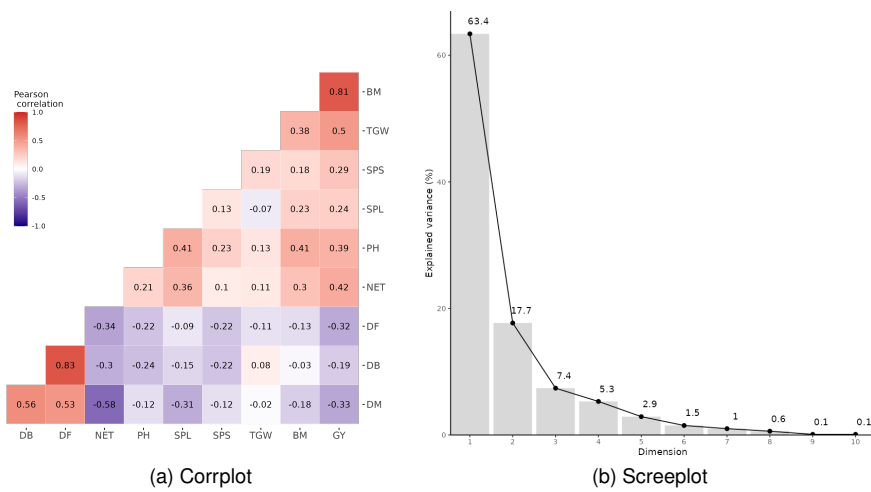 Pearson
correlation
1.0
0.5
0.0
-0.5
-1.0
0.81 BM
0.38 0.5 TGW
0.19 0.18 0.29 SPS
0.13 -0.07 0.23 0.24 SPL
0.41 0.23 0.13 0.41 0.39 PH
0.21 0.36 0.1 0.11 0.3 0.42 NET
-0.34 -0.22 -0.09 -0.22 -0.11 -0.13 -0.32 DF
0.83 -0.3 -0.24 -0.15 -0.22 0.08 -0.03 -0.19 DB
0.56 0.53 -0.58 -0.12 -0.31 -0.12 -0.02 -0.18 -0.33 DM
DB DF NET PH SPL SPS TGW BM GY
(a) Corrplot
Explained variance (%)
60
40
20
0
63.4
17.7
7.4
5.3
2.9
1.5
1
0.6
0.1
0.1
1 2 3 4 5 6 7 8 9 10
Dimension
(b) Screeplot